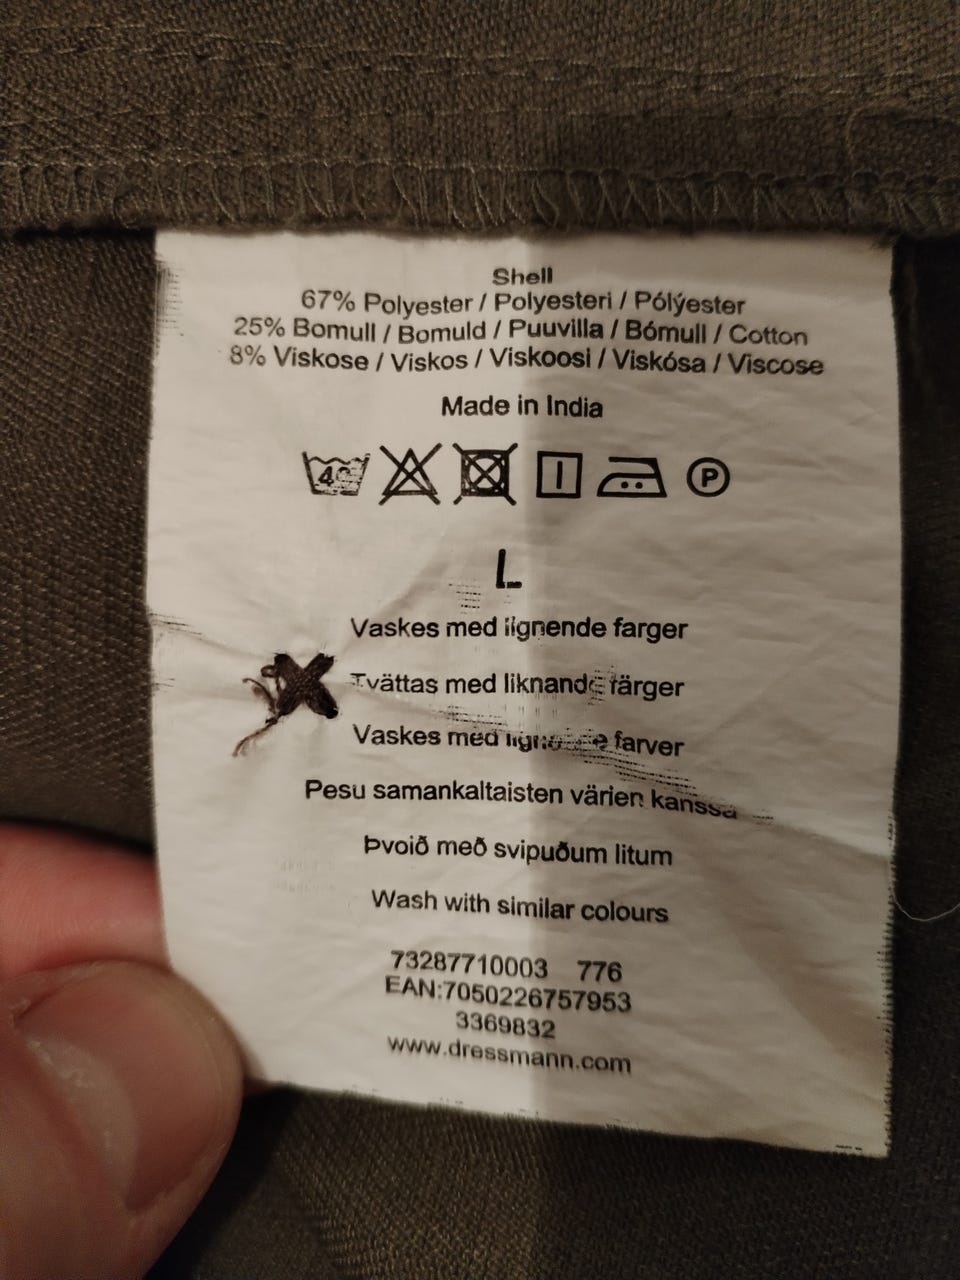 Shell
67% Polyester / Polyesteri / Pólýester
25% Bomull / Bomuld / Puuvilla / Bómull / Cotton
8% Viskose / Viskos / Viskoosi / Viskósa / Viscose
Made in India
40 P
L
Vaskes med lignende farger
Tvättas med liknande färger
Vaskes med farver
Pesu samankaltaisten värien kanssa
Þvoið með svipuðum litum
Wash with similar colours
73287710003 776
EAN:7050226757953
3369832
www.dressmann.com